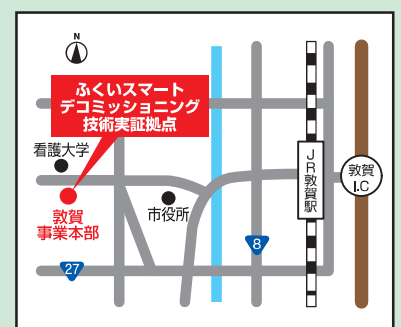 N
ふくいスマート
デコミッショニング
技術実証拠点
看護大学
敦賀
事業本部
市役所
JR敦賀駅
敦賀
I.C
8
27